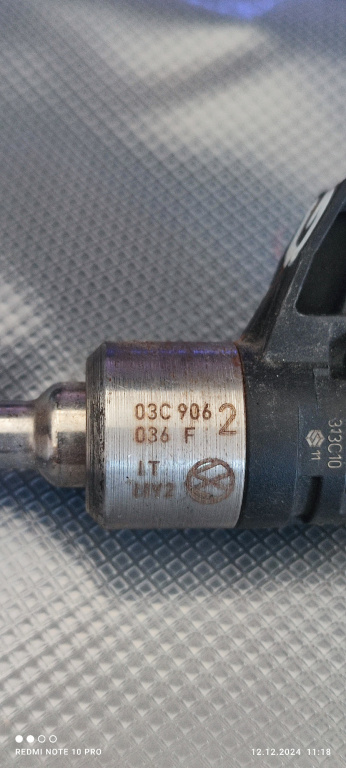 03C 906 2
036 F
IT
313C10
11
REDMI NOTE 10 PRO
12.12.2024 11:18